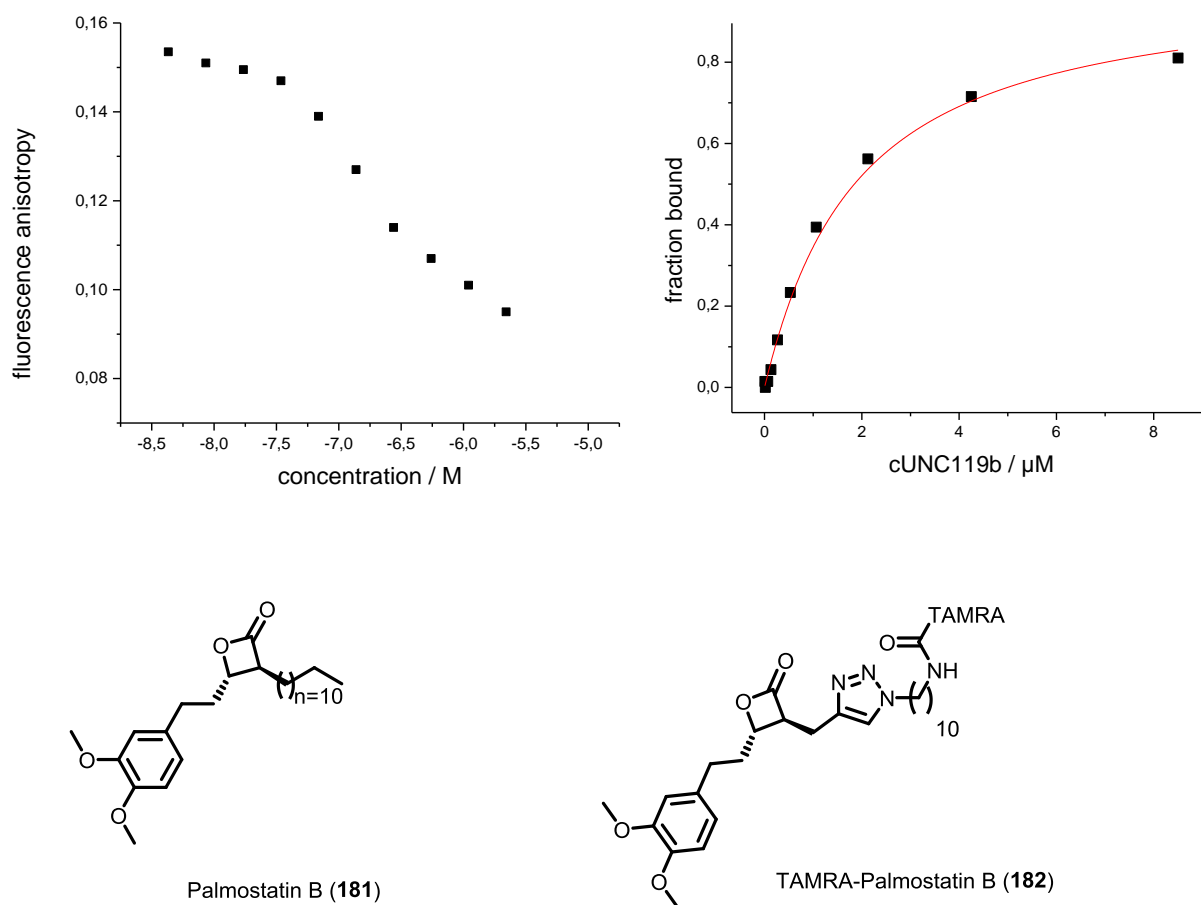 0,16
0,14
0,12
0,10
0,08
fluorescence anisotropy
-8,5 -8,0 -7,5 -7,0 -6,5 -6,0 -5,5 -5,0
concentration / M
0,8
0,6
0,4
0,2
0,0
fraction bound
0 2 4 6 8
cUNC119b / µM
O
O
n=10
O
O
Palmostatin B (181)
TAMRA
O
NH
O
O
N N
N
10
O
O
TAMRA-Palmostatin B (182)